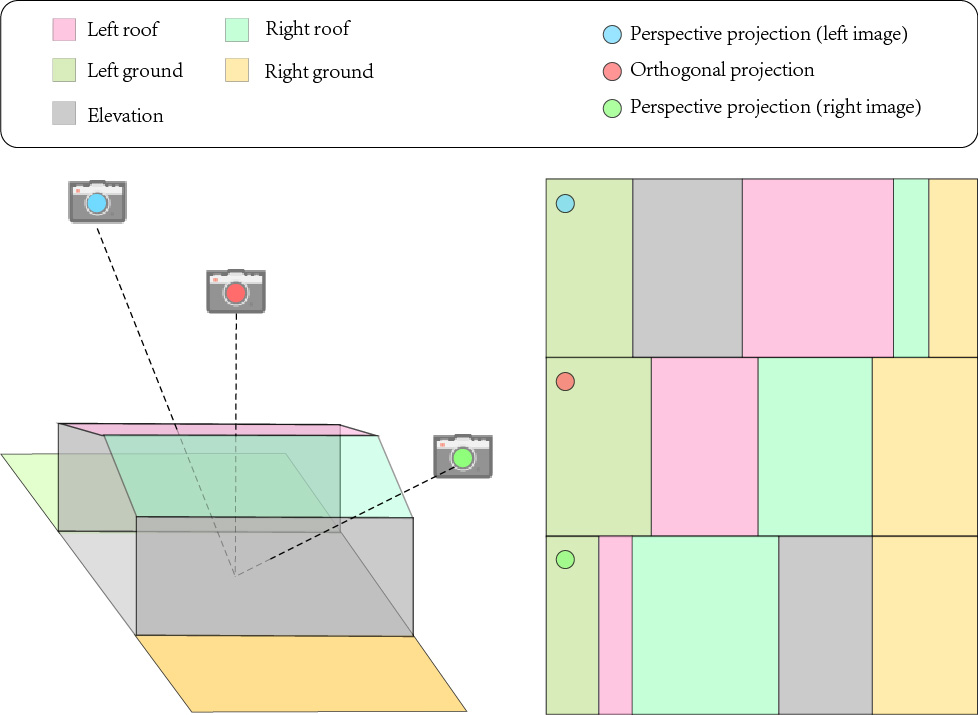 Left roof
Right roof
Perspective projection (left image)
Left ground
Right ground
Orthogonal projection
Elevation
Perspective projection (right image)